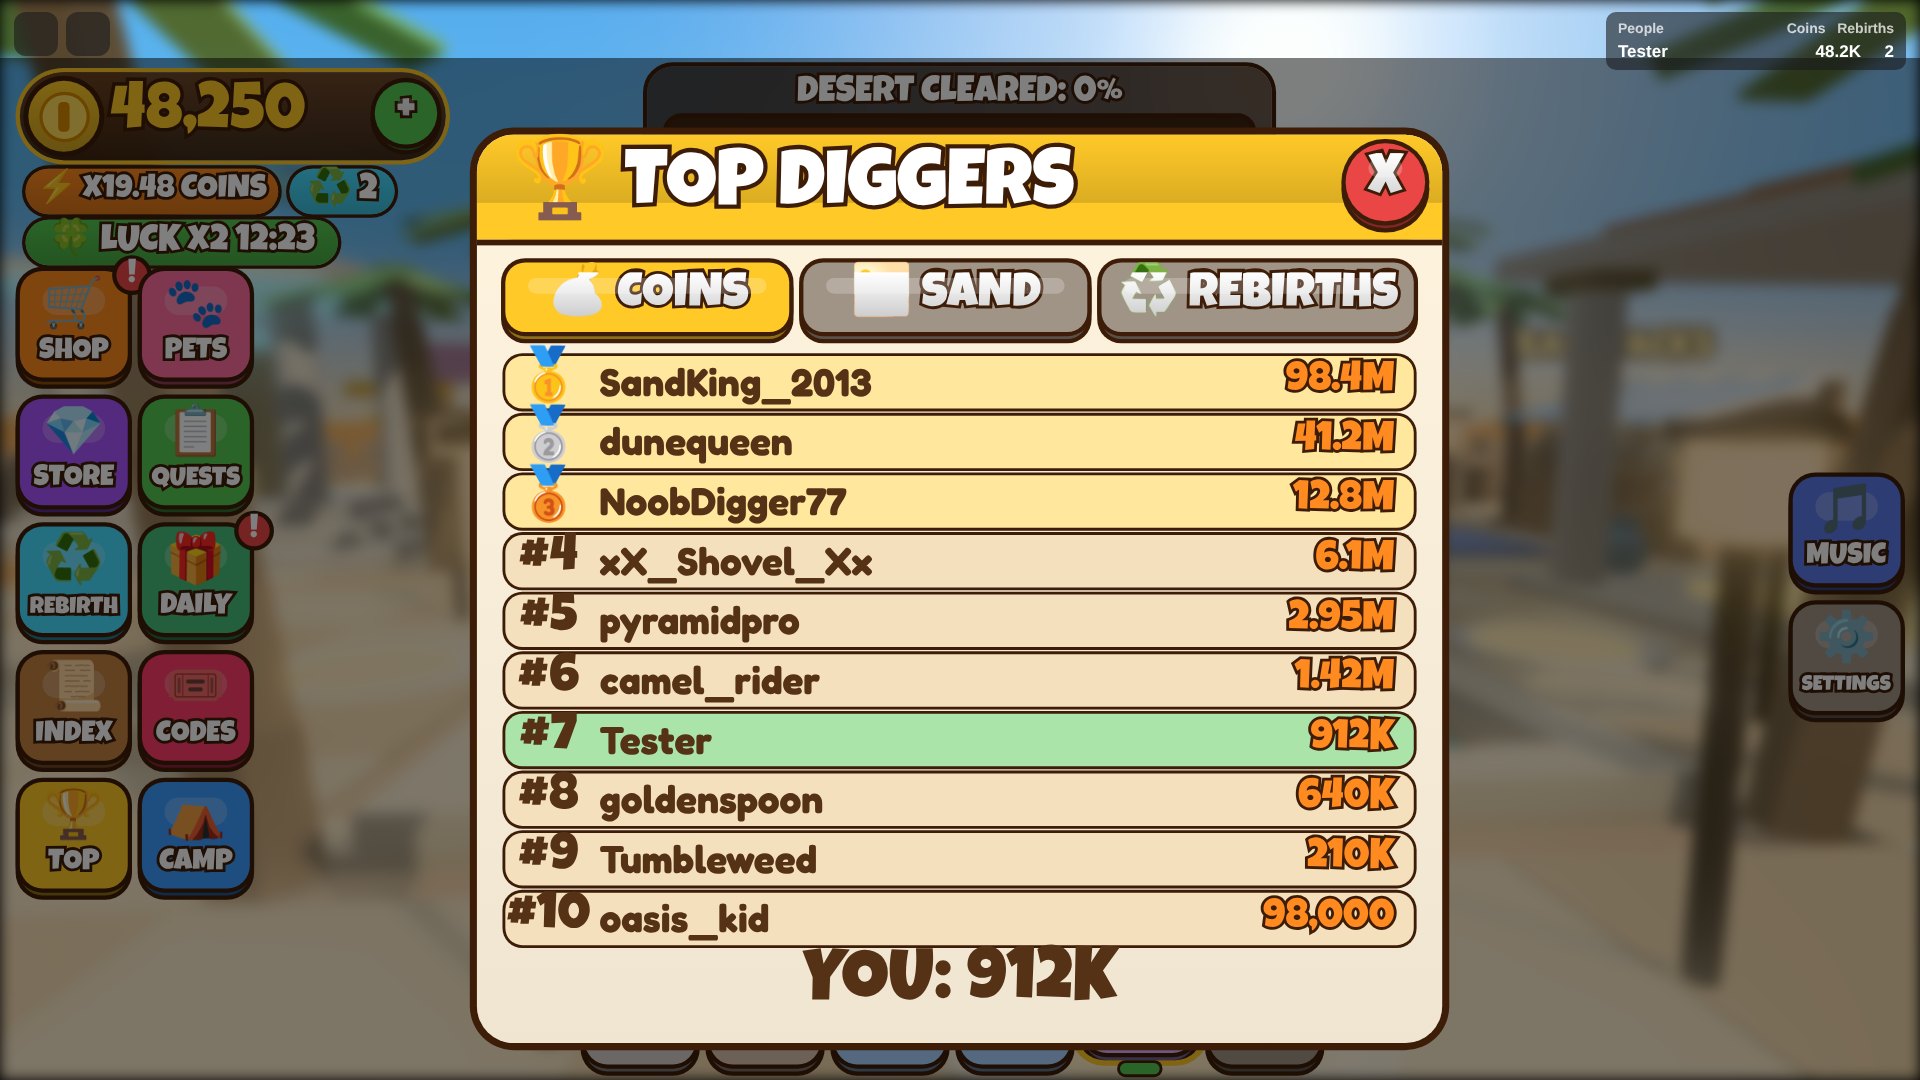 People Coins Rebirths
Tester 48.2K 2
48,250
+
X19.48 COINS
2
LUCK X2 12:23
DESERT CLEARED: 0%
TOP DIGGERS
X
COINS
SAND
REBIRTHS
1 SandKing_2013 98.4M
2 dunequeen 41.2M
3 NoobDigger77 12.8M
#4 xX_Shovel_Xx 6.1M
#5 pyramidpro 2.95M
#6 camel_rider 1.42M
#7 Tester 912K
#8 goldenspoon 640K
#9 Tumbleweed 210K
#10 oasis_kid 98,000
YOU: 912K
!
SHOP
PETS
STORE
QUESTS
!
REBIRTH
DAILY
INDEX
CODES
TOP
CAMP
MUSIC
SETTINGS